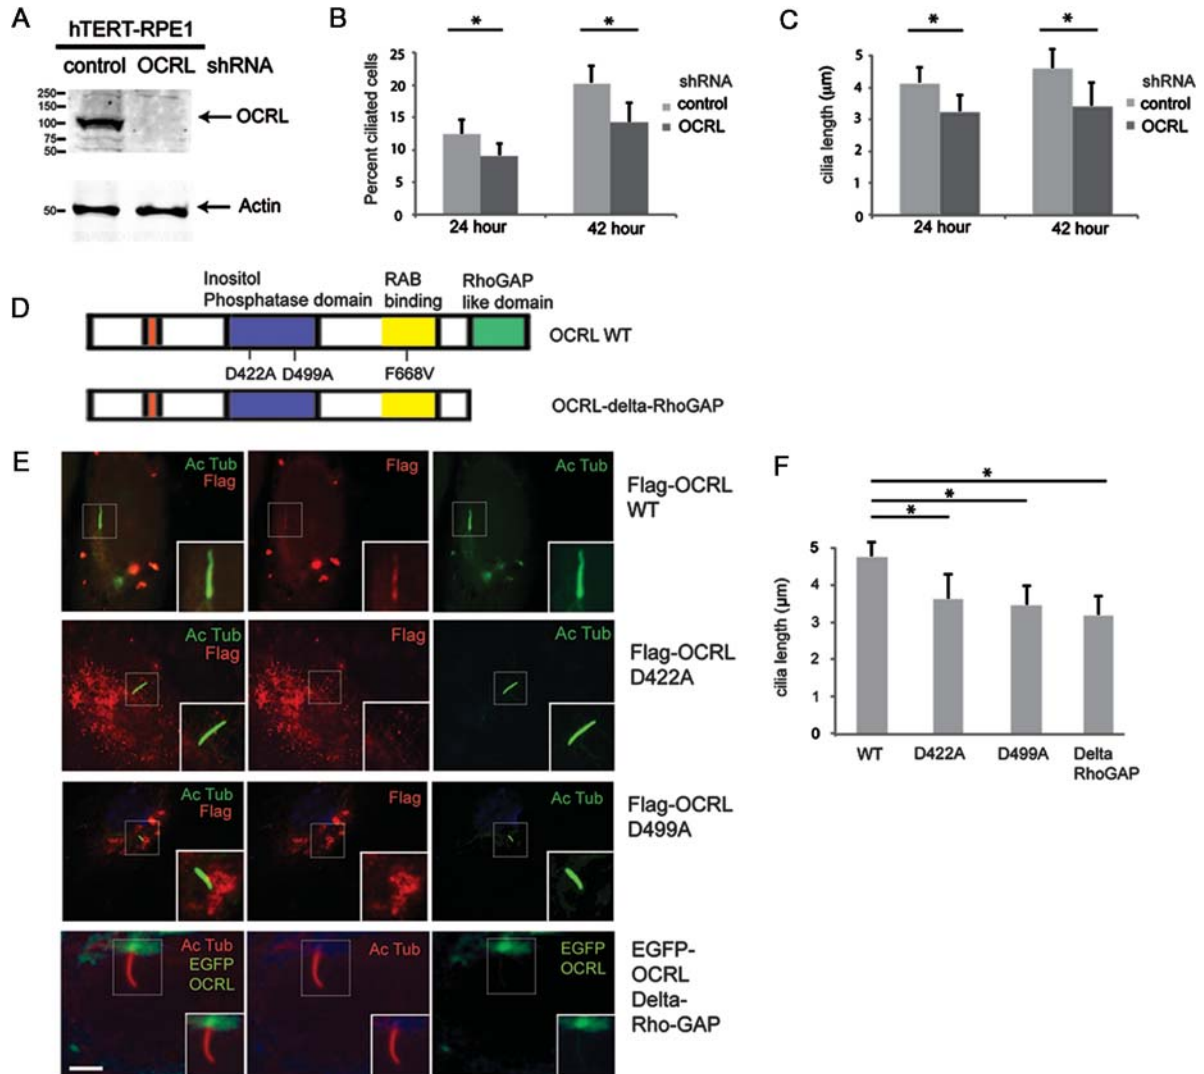 A
hTERT-RPE1
control OCRL shRNA
250
150
100
75
50
OCRL
50
Actin
B
*
*
25
20
15
10
5
0
Percent ciliated cells
shRNA
control
OCRL
24 hour
42 hour
C
*
*
5
4
3
2
1
0
cilia length (µm)
shRNA
control
OCRL
24 hour
42 hour
D
Inositol
Phosphatase domain
RAB
binding
RhoGAP
like domain
OCRL WT
D422A
D499A
F668V
OCRL-delta-RhoGAP
E
Ac Tub
Flag
Flag
Ac Tub
Flag-OCRL
WT
Ac Tub
Flag
Flag
Ac Tub
Flag-OCRL
D422A
Ac Tub
Flag
Flag
Ac Tub
Flag-OCRL
D499A
Ac Tub
EGFP
OCRL
Ac Tub
EGFP
OCRL
EGFP-
OCRL
Delta-
Rho-GAP
F
*
*
*
5
4
3
2
1
0
cilia length (µm)
WT
D422A
D499A
Delta
RhoGAP